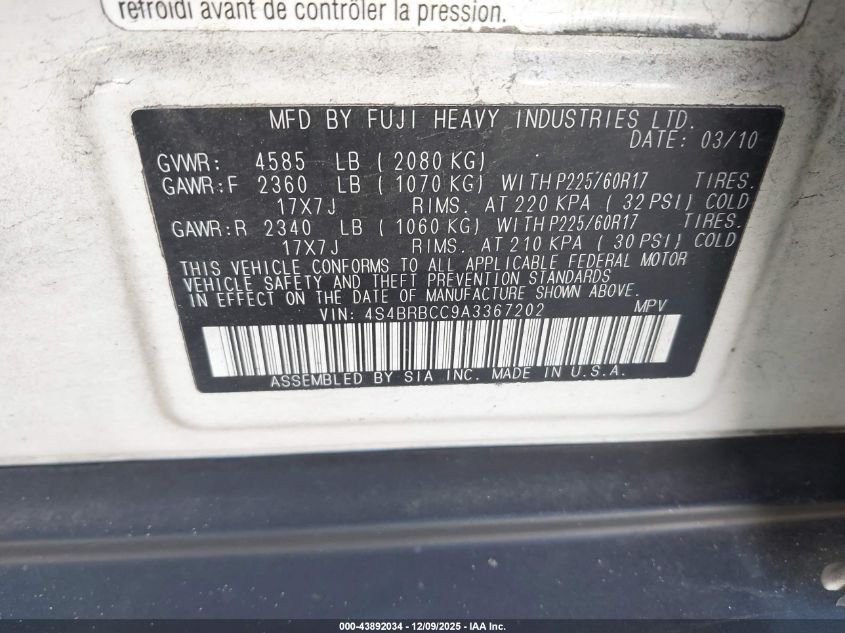 refroidi avant de contrôler la pression.
MFD BY FUJI HEAVY INDUSTRIES LTD.
DATE: 03/10
GVWR: 4585 LB ( 2080 KG)
GAWR:F 2360 LB ( 1070 KG) WITH P225/60R17 TIRES.
17X7J RIMS. AT 220 KPA ( 32 PSI) COLD
GAWR:R 2340 LB ( 1060 KG) WITH P225/60R17 TIRES.
17X7J RIMS. AT 210 KPA ( 30 PSI) COLD
THIS VEHICLE CONFORMS TO ALL APPLICABLE FEDERAL MOTOR
VEHICLE SAFETY AND THEFT PREVENTION STANDARDS
IN EFFECT ON THE DATE OF MANUFACTURE SHOWN ABOVE.
VIN: 4S4BRBCC9A3367202 MPV
ASSEMBLED BY SIA INC. MADE IN U.S.A.
000-43892034 - 12/09/2025 - IAA Inc.